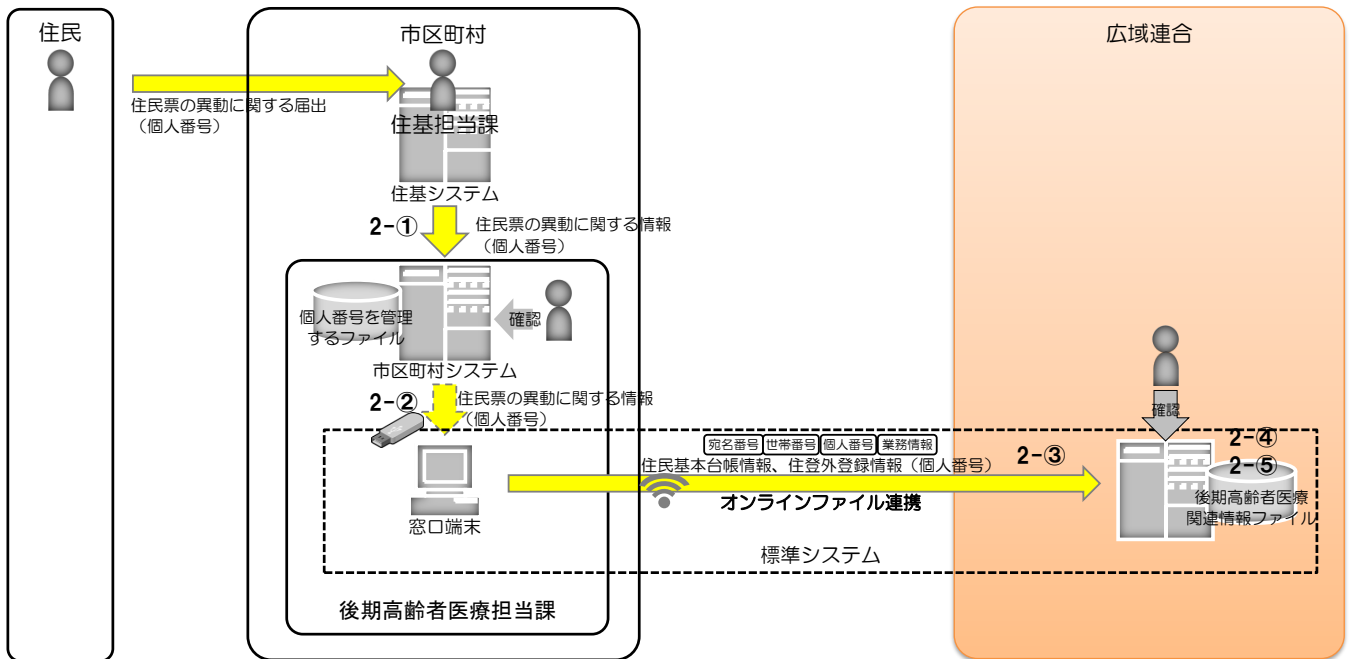 住民
市区町村
広域連合
住民票の異動に関する届出
（個人番号）
住基担当課
住基システム
2-①
住民票の異動に関する情報
（個人番号）
個人番号を管理
するファイル
確認
市区町村システム
2-②
住民票の異動に関する情報
（個人番号）
確認
宛名番号 世帯番号 個人番号 業務情報
住民基本台帳情報、住登外登録情報（個人番号）
2-③
オンラインファイル連携
2-④
2-⑤
後期高齢者医療
関連情報ファイル
窓口端末
標準システム
後期高齢者医療担当課